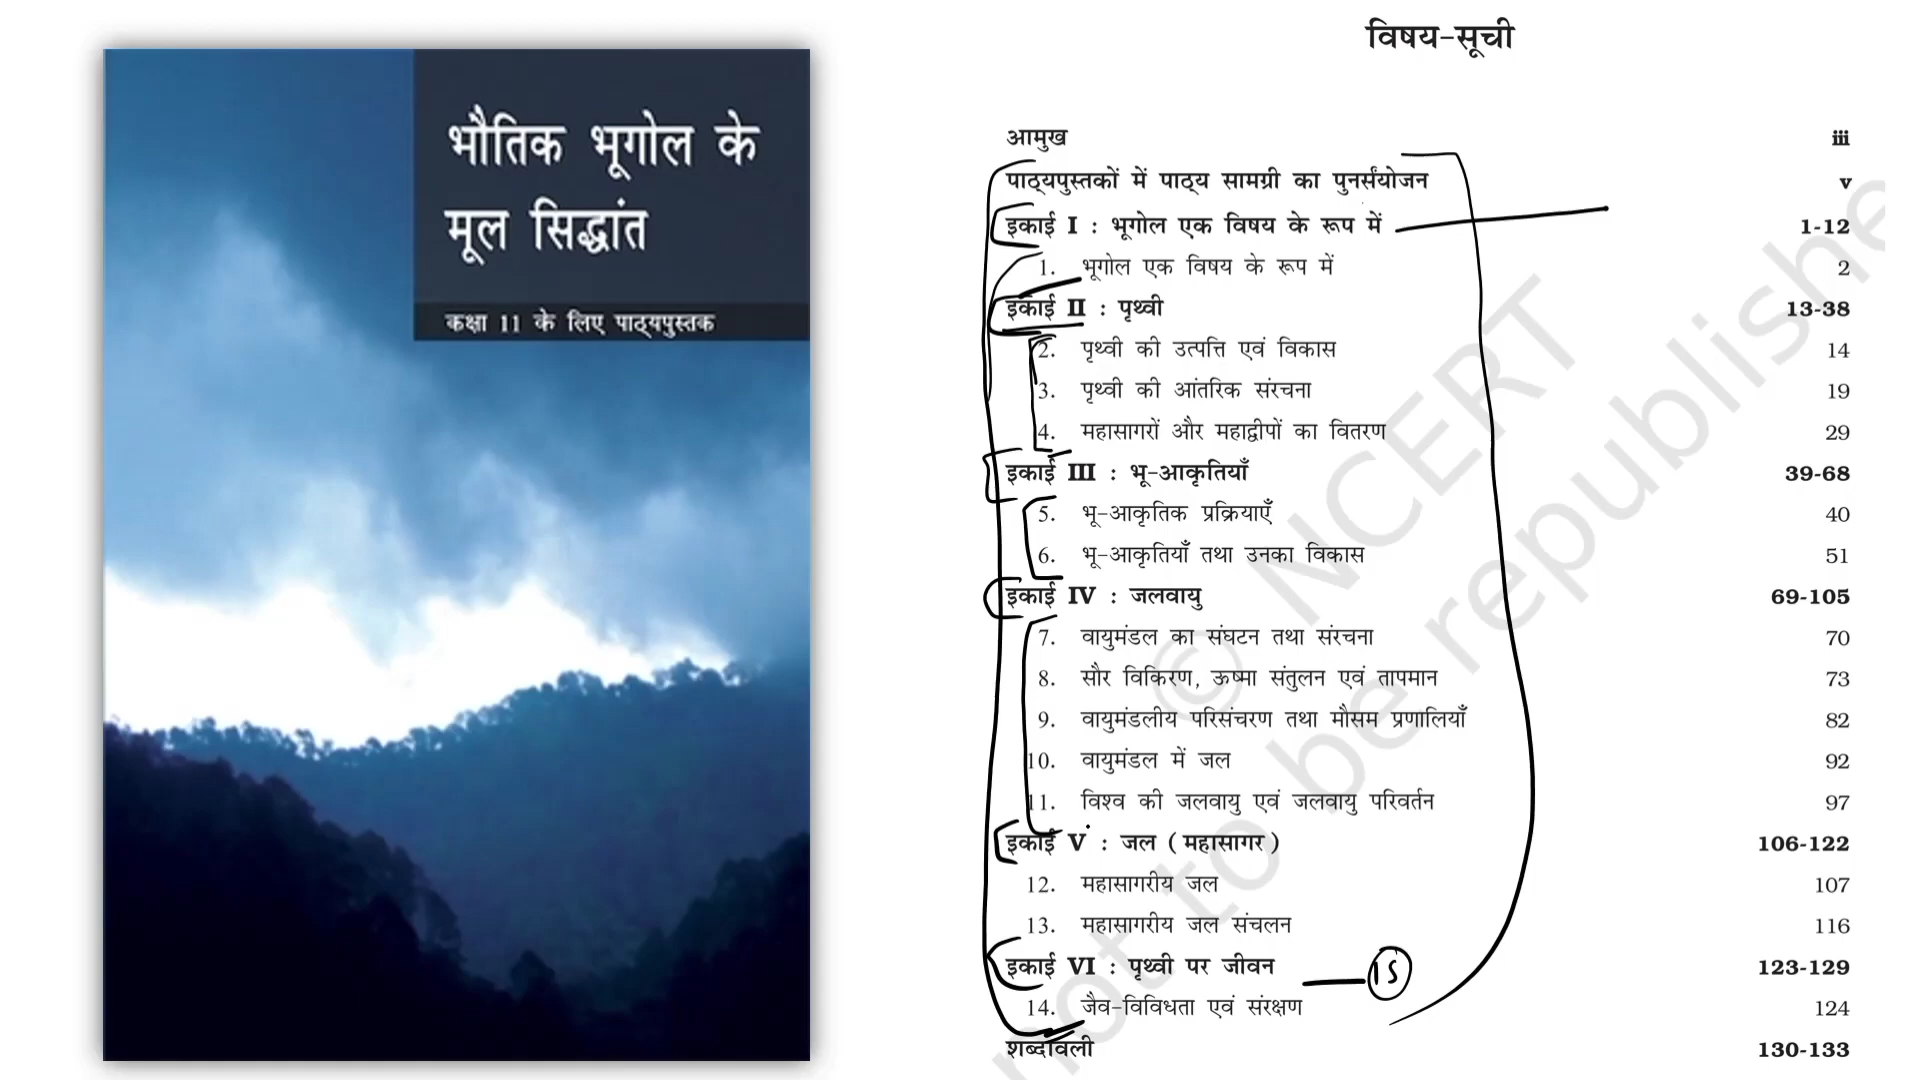 भौतिक भूगोल के
मूल सिद्धांत
कक्षा 11 के लिए पाठ्यपुस्तक
विषय-सूची
आमुख iii
पाठ्यपुस्तकों में पाठ्य सामग्री का पुनर्संयोजन v
इकाई I : भूगोल एक विषय के रूप में 1-12
1. भूगोल एक विषय के रूप में 2
इकाई II : पृथ्वी 13-38
2. पृथ्वी की उत्पत्ति एवं विकास 14
3. पृथ्वी की आंतरिक संरचना 19
4. महासागरों और महाद्वीपों का वितरण 29
इकाई III : भू-आकृतियाँ 39-68
5. भू-आकृतिक प्रक्रियाएँ 40
6. भू-आकृतियाँ तथा उनका विकास 51
इकाई IV : जलवायु 69-105
7. वायुमंडल का संघटन तथा संरचना 70
8. सौर विकिरण, ऊष्मा संतुलन एवं तापमान 73
9. वायुमंडलीय परिसंचरण तथा मौसम प्रणालियाँ 82
10. वायुमंडल में जल 92
11. विश्व की जलवायु एवं जलवायु परिवर्तन 97
इकाई V : जल (महासागर) 106-122
12. महासागरीय जल 107
13. महासागरीय जल संचलन 116
इकाई VI : पृथ्वी पर जीवन 15 123-129
14. जैव-विविधता एवं संरक्षण 124
शब्दावली 130-133
© NCERT
not to be republishe